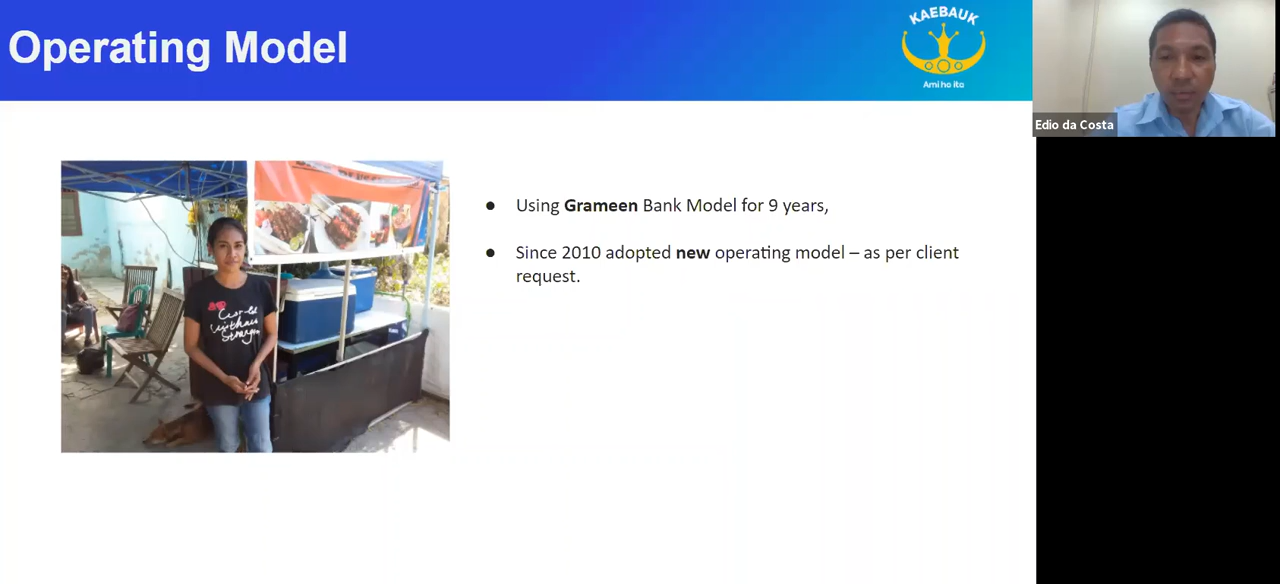 Operating Model
KAEBAUK
Ami ho ita
Edio da Costa
● Using Grameen Bank Model for 9 years,
● Since 2010 adopted new operating model – as per client
request.